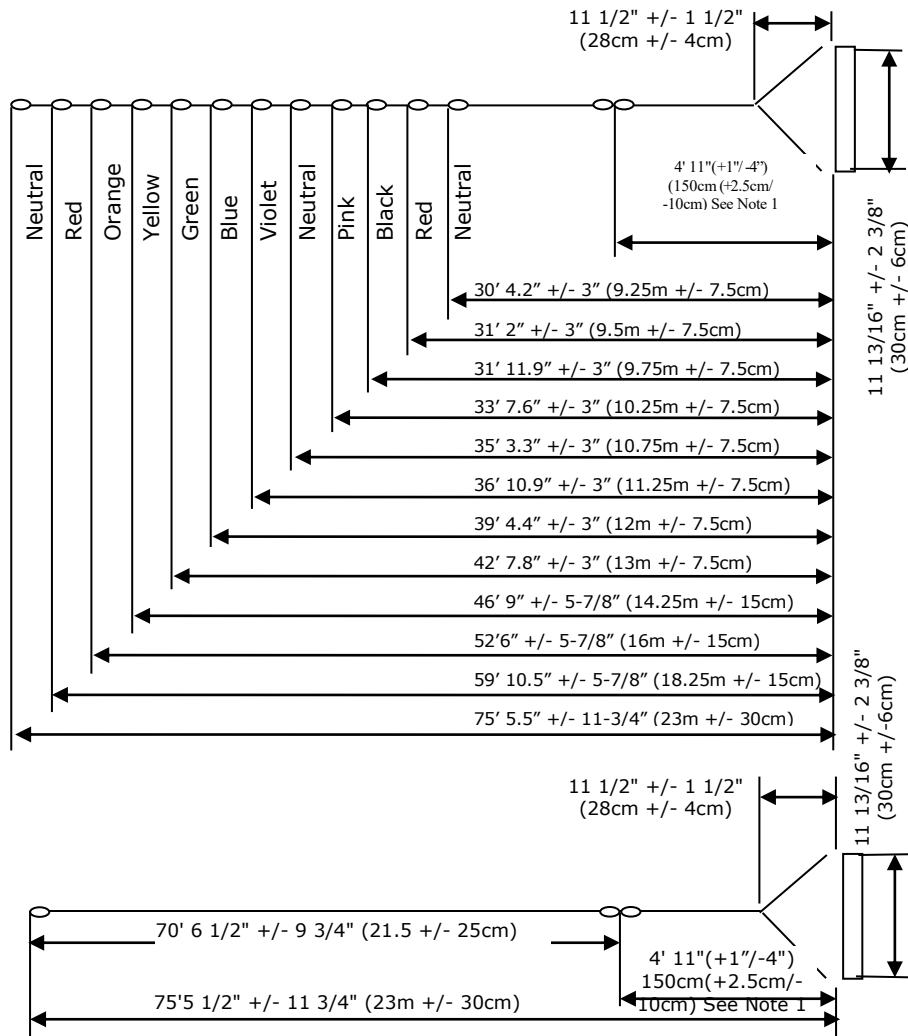 11 1/2" +/- 1 1/2"
(28cm +/- 4cm)
Neutral
Red
Orange
Yellow
Green
Blue
Violet
Neutral
Pink
Black
Red
Neutral
4' 11"(+1"/-4")
(150cm (+2.5cm/
-10cm) See Note 1
11 13/16" +/- 2 3/8"
(30cm +/- 6cm)
30' 4.2" +/- 3" (9.25m +/- 7.5cm)
31' 2" +/- 3" (9.5m +/- 7.5cm)
31' 11.9" +/- 3" (9.75m +/- 7.5cm)
33' 7.6" +/- 3" (10.25m +/- 7.5cm)
35' 3.3" +/- 3" (10.75m +/- 7.5cm)
36' 10.9" +/- 3" (11.25m +/- 7.5cm)
39' 4.4" +/- 3" (12m +/- 7.5cm)
42' 7.8" +/- 3" (13m +/- 7.5cm)
46' 9" +/- 5-7/8" (14.25m +/- 15cm)
52'6" +/- 5-7/8" (16m +/- 15cm)
59' 10.5" +/- 5-7/8" (18.25m +/- 15cm)
75' 5.5" +/- 11-3/4" (23m +/- 30cm)
11 1/2" +/- 1 1/2"
(28cm +/- 4cm)
11 13/16" +/- 2 3/8"
(30cm +/-6cm)
70' 6 1/2" +/- 9 3/4" (21.5 +/- 25cm)
4' 11"(+1"/-4")
150cm(+2.5cm/-
10cm) See Note 1
75'5 1/2" +/- 11 3/4" (23m +/- 30cm)